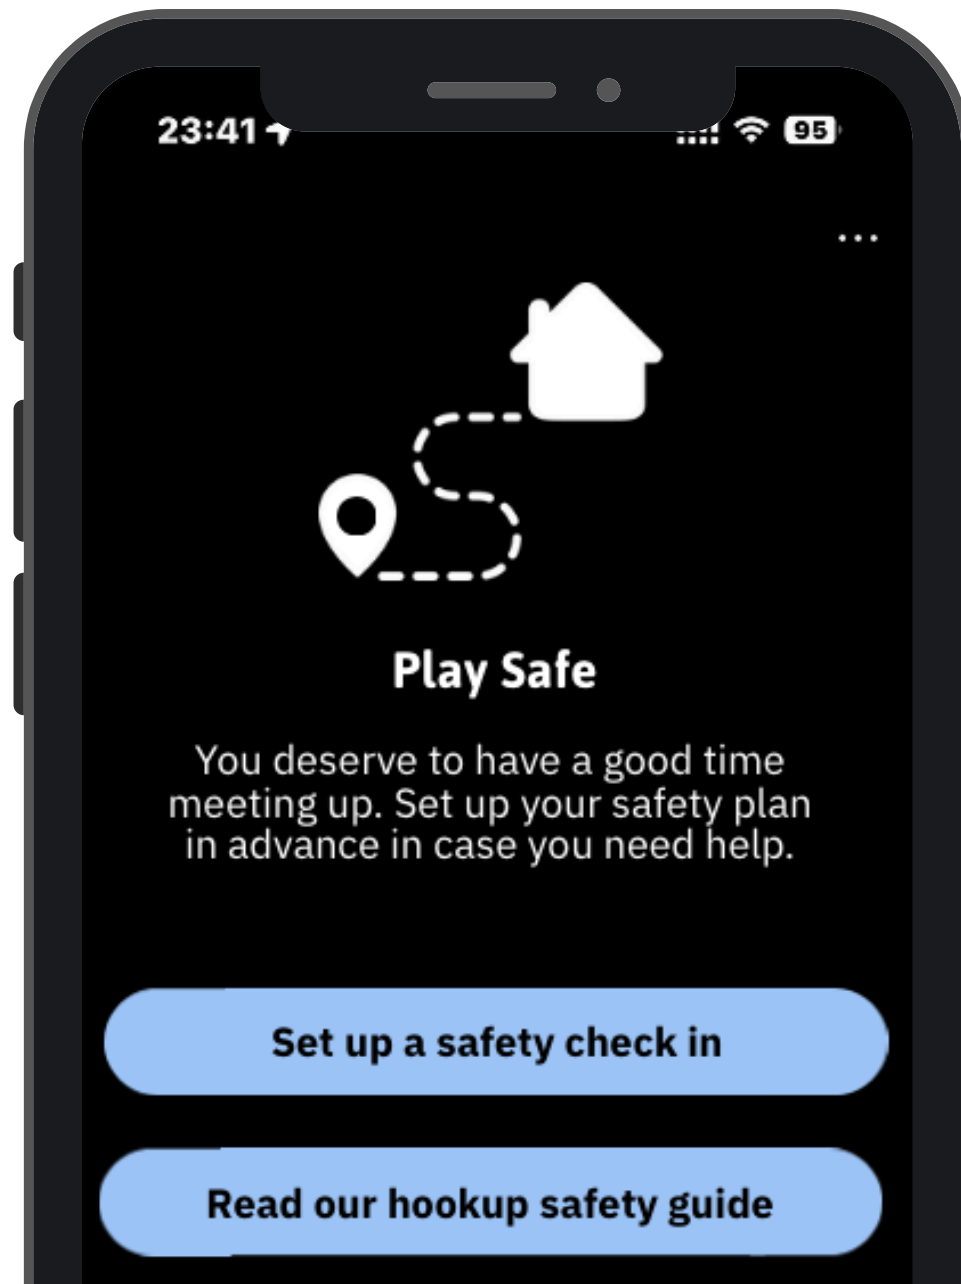 23:41
95
...
Play Safe
You deserve to have a good time
meeting up. Set up your safety plan
in advance in case you need help.
Set up a safety check in
Read our hookup safety guide